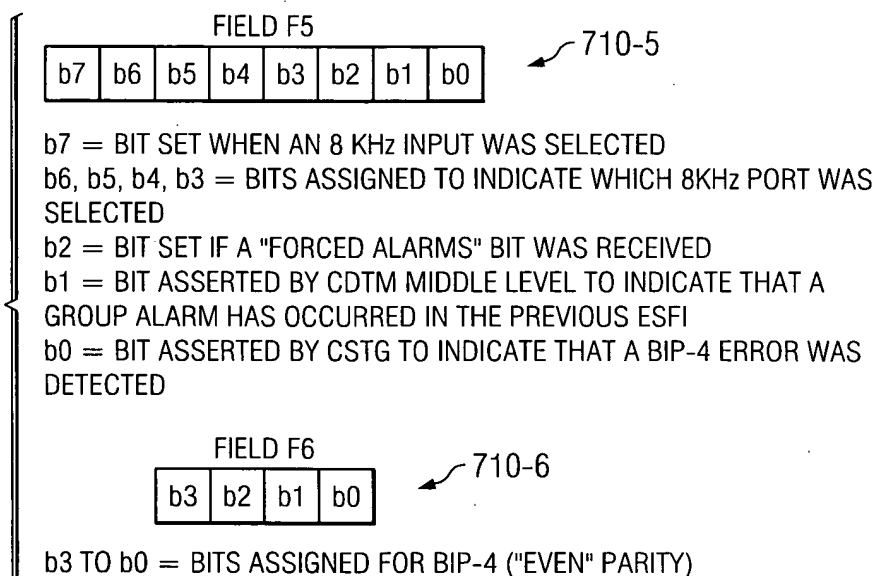 FIELD F5
b7 b6 b5 b4 b3 b2 b1 b0
710-5
b7 = BIT SET WHEN AN 8 KHz INPUT WAS SELECTED
b6, b5, b4, b3 = BITS ASSIGNED TO INDICATE WHICH 8KHz PORT WAS
SELECTED
b2 = BIT SET IF A "FORCED ALARMS" BIT WAS RECEIVED
b1 = BIT ASSERTED BY CDTM MIDDLE LEVEL TO INDICATE THAT A
GROUP ALARM HAS OCCURRED IN THE PREVIOUS ESFI
b0 = BIT ASSERTED BY CSTG TO INDICATE THAT A BIP-4 ERROR WAS
DETECTED
FIELD F6
b3 b2 b1 b0
710-6
b3 TO b0 = BITS ASSIGNED FOR BIP-4 ("EVEN" PARITY)